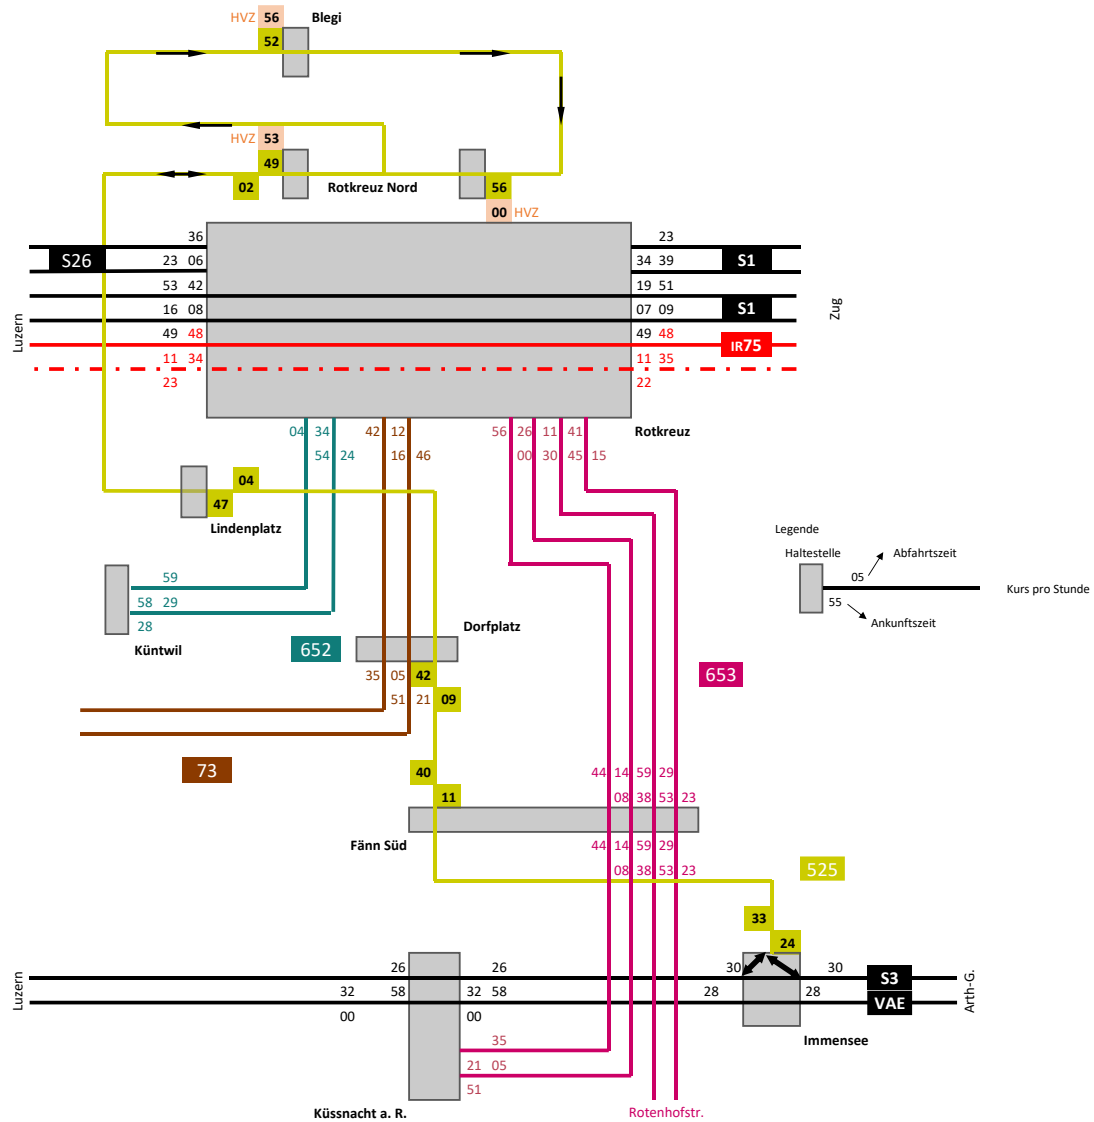 HVZ 56 Blegi
52
HVZ 53
49
02 Rotkreuz Nord 56
00 HVZ
36 23
S26 23 06 34 39 S1
53 42 19 51
Luzern 16 08 07 09 S1 Zug
49 48 49 48 IR75
11 34 11 35
23 22
04 34 42 12 56 26 11 41 Rotkreuz
54 24 16 46 00 30 45 15
04
47
Lindenplatz
Legende
Haltestelle Abfahrtszeit
05
59 Kurs pro Stunde
58 29 55
28 Ankunftszeit
Küntwil 652 Dorfplatz
35 05 42 653
51 21 09
73 40 44 14 59 29
11 08 38 53 23
Fänn Süd 44 14 59 29
08 38 53 23 525
33
24
Luzern 26 26 30 30 S3 Arth-G.
32 58 32 58 28 28 VAE
00 00
35 Immensee
21 05
51
Küssnacht a. R. Rotenhofstr.